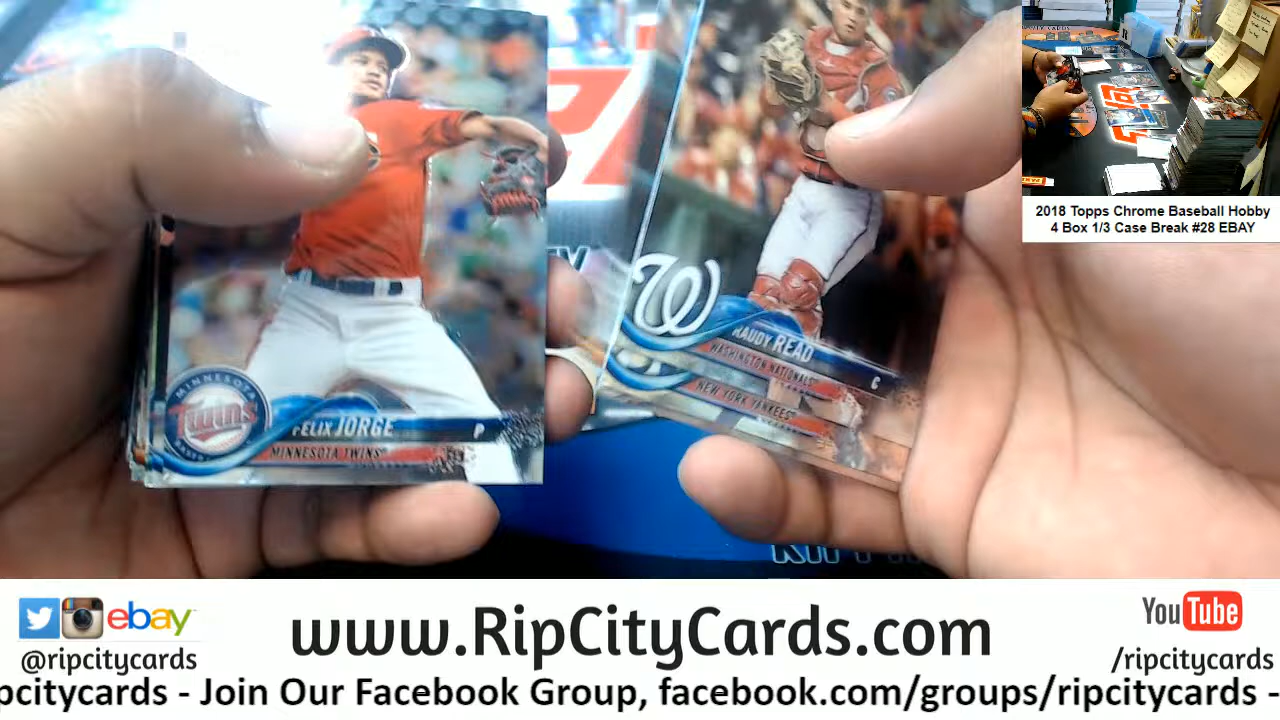 MINNESOTA
Twins
FELIX JORGE P
MINNESOTA TWINS
W
RAUDY READ C
WASHINGTON NATIONALS
NEW YORK YANKEES
2018 Topps Chrome Baseball Hobby
4 Box 1/3 Case Break #28 EBAY
ebay
@ripcitycards
www.RipCityCards.com
YouTube
/ripcitycards
pcitycards - Join Our Facebook Group, facebook.com/groups/ripcitycards -